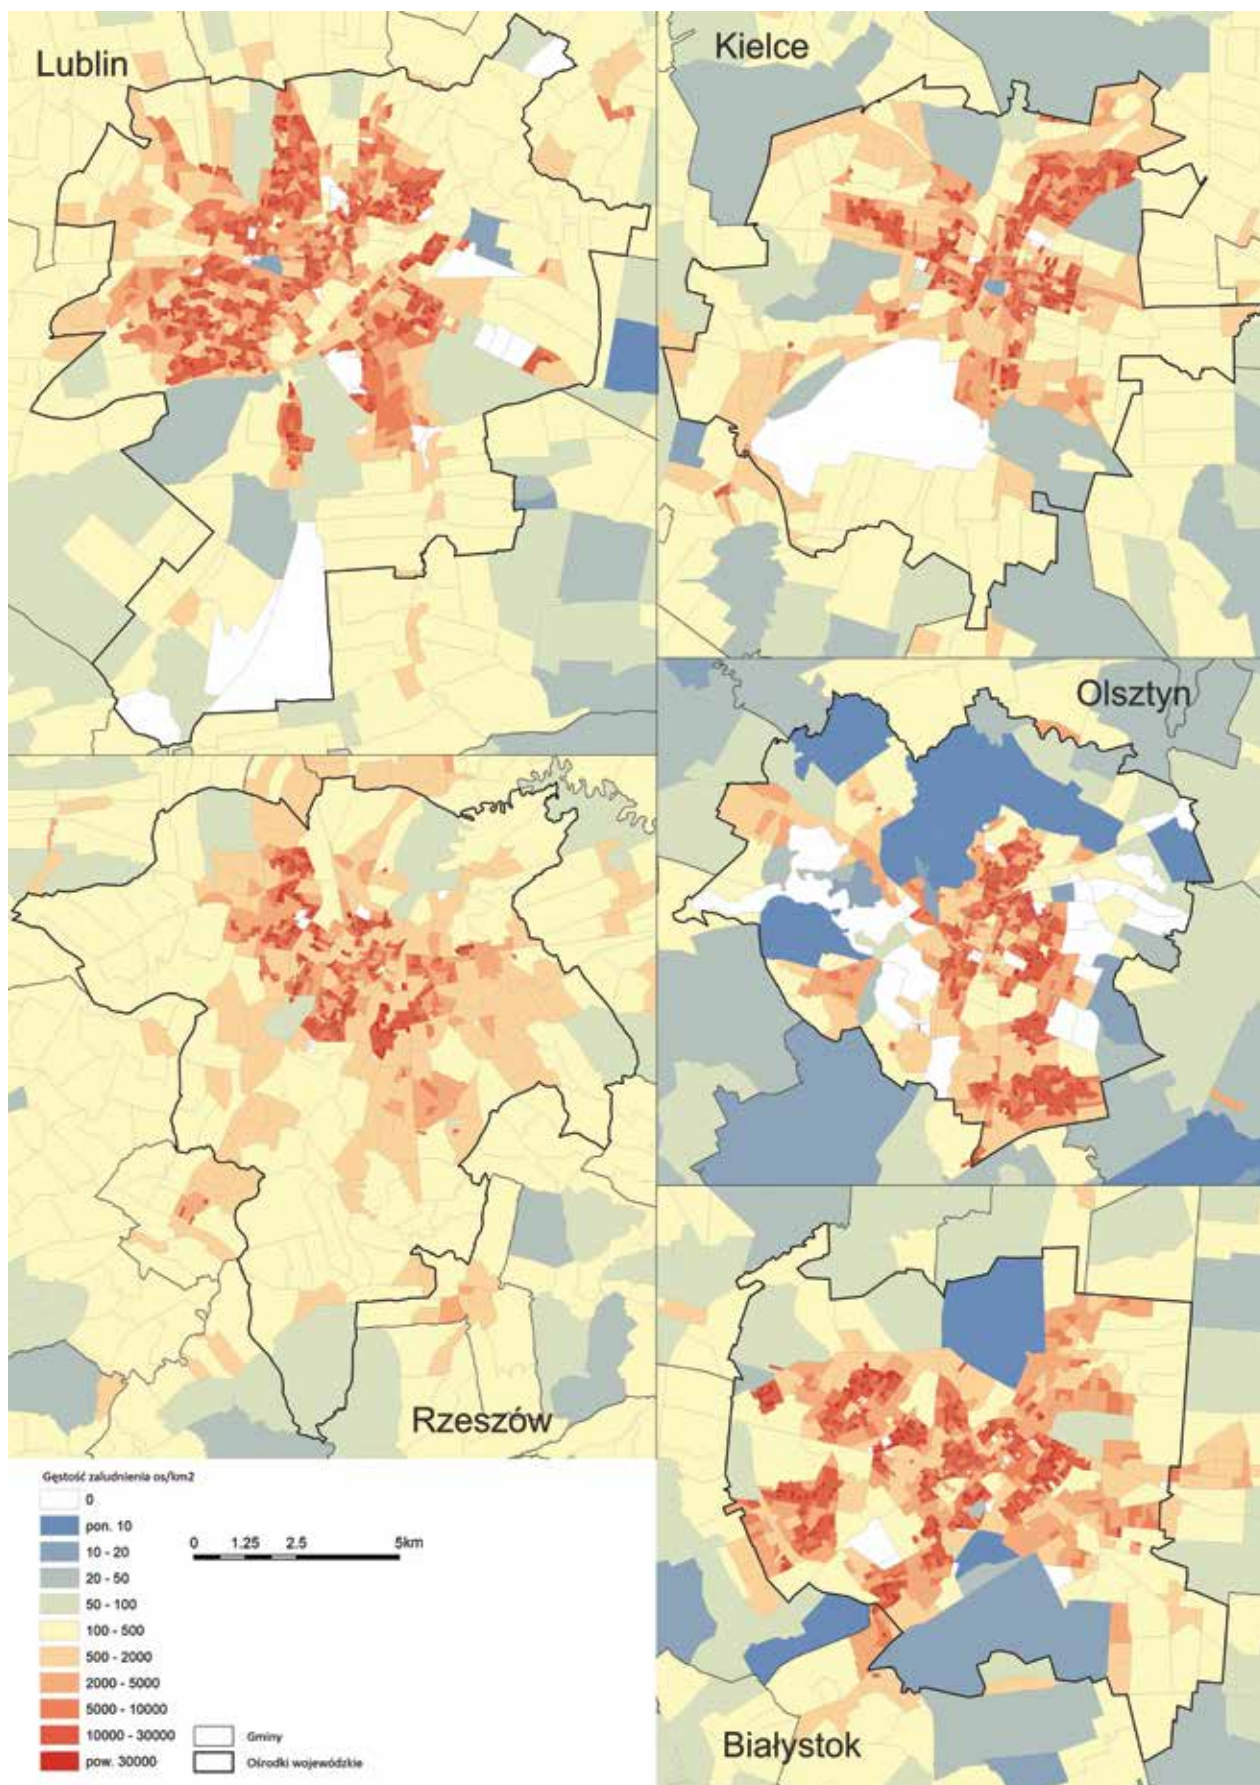 Lublin
Kielce
Olsztyn
Rzeszów
Białystok
Gęstość zaludnienia os/km2
0
pon. 10
10 - 20
20 - 50
50 - 100
100 - 500
500 - 2000
2000 - 5000
5000 - 10000
10000 - 30000
pow. 30000
0 1.25 2.5 5km
Gminy
Ośrodki wojewódzkie